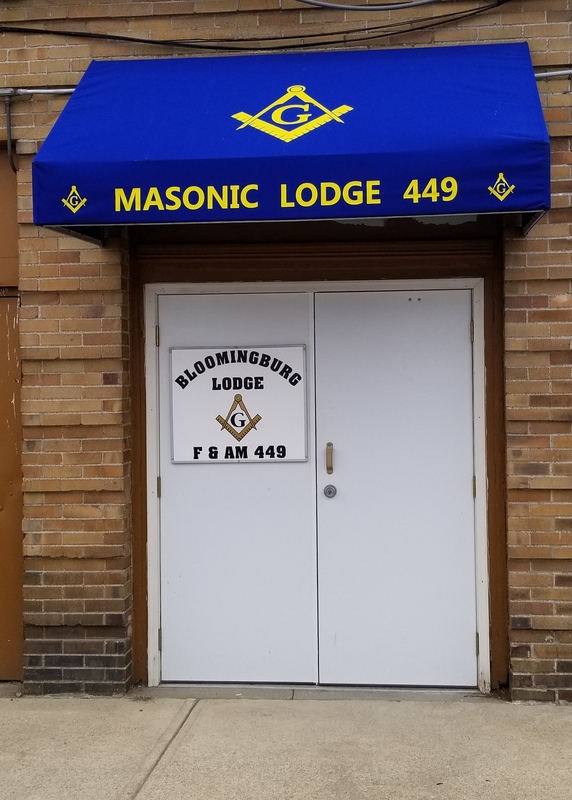 G
MASONIC LODGE 449
G
G
BLOOMINGBURG
LODGE
G
F & AM 449